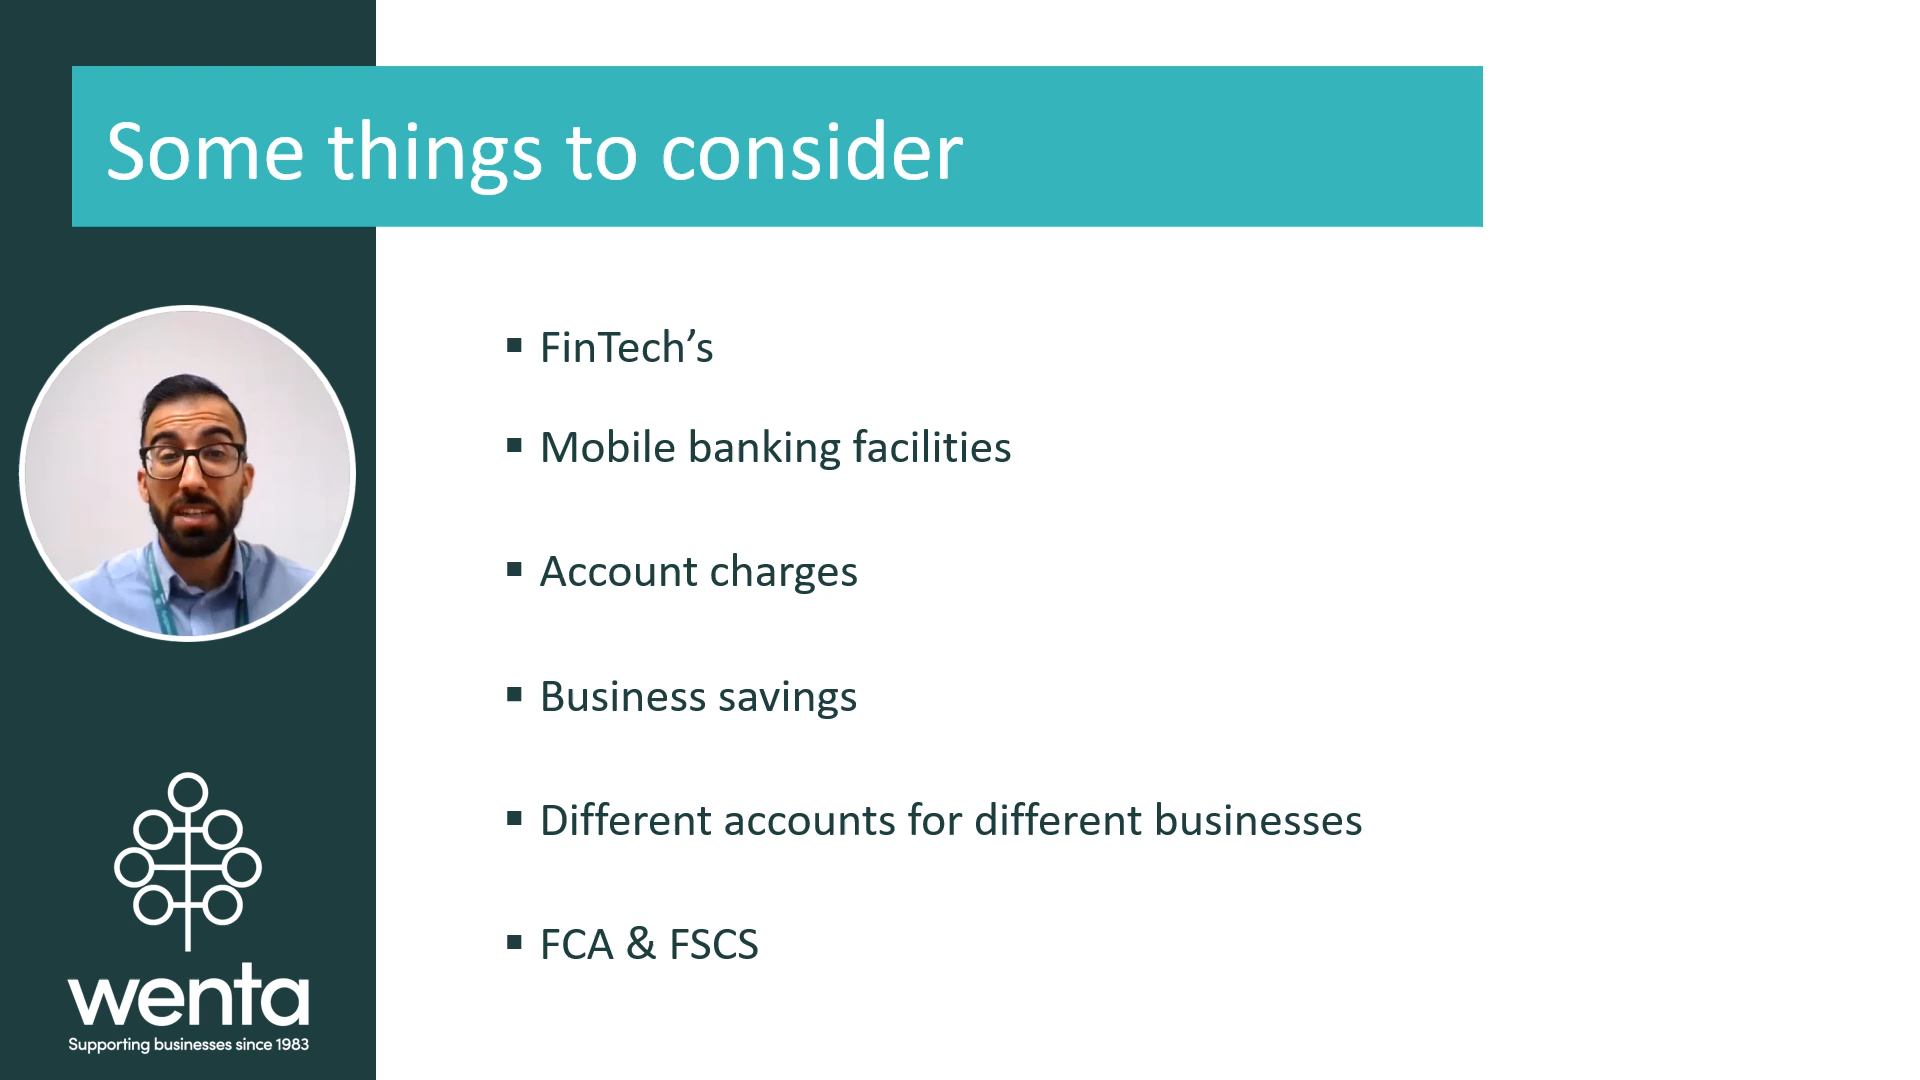 Some things to consider
▪ FinTech’s
▪ Mobile banking facilities
▪ Account charges
▪ Business savings
▪ Different accounts for different businesses
▪ FCA & FSCS
wenta
Supporting businesses since 1983